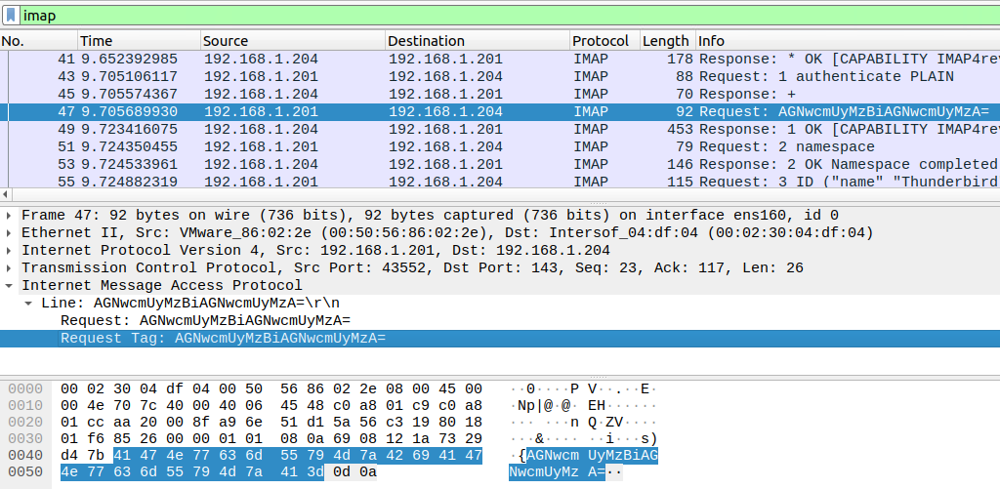 imap
No. Time Source Destination Protocol Length Info
41 9.652392985 192.168.1.204 192.168.1.201 IMAP 178 Response: * OK [CAPABILITY IMAP4rev
43 9.705106117 192.168.1.201 192.168.1.204 IMAP 88 Request: 1 authenticate PLAIN
45 9.705574367 192.168.1.204 192.168.1.201 IMAP 70 Response: +
47 9.705689930 192.168.1.201 192.168.1.204 IMAP 92 Request: AGNwcmUyMzBiAGNwcmUyMzA=
49 9.723416075 192.168.1.204 192.168.1.201 IMAP 453 Response: 1 OK [CAPABILITY IMAP4rev
51 9.724350455 192.168.1.201 192.168.1.204 IMAP 79 Request: 2 namespace
53 9.724533961 192.168.1.204 192.168.1.201 IMAP 146 Response: 2 OK Namespace completed
55 9.724882319 192.168.1.201 192.168.1.204 IMAP 115 Request: 3 ID ("name" "Thunderbird
Frame 47: 92 bytes on wire (736 bits), 92 bytes captured (736 bits) on interface ens160, id 0
Ethernet II, Src: VMware_86:02:2e (00:50:56:86:02:2e), Dst: Intersof_04:df:04 (00:02:30:04:df:04)
Internet Protocol Version 4, Src: 192.168.1.201, Dst: 192.168.1.204
Transmission Control Protocol, Src Port: 43552, Dst Port: 143, Seq: 23, Ack: 117, Len: 26
Internet Message Access Protocol
Line: AGNwcmUyMzBiAGNwcmUyMzA=\r\n
Request: AGNwcmUyMzBiAGNwcmUyMzA=
Request Tag: AGNwcmUyMzBiAGNwcmUyMzA=
0000 00 02 30 04 df 04 00 50 56 86 02 2e 08 00 45 00 ··0····P V··.··E·
0010 00 4e 70 7c 40 00 40 06 45 48 c0 a8 01 c9 c0 a8 ·Np|@·@· EH······
0020 01 cc aa 20 00 8f a9 6e 51 d1 5a 56 c3 19 80 18 ··· ···n Q·ZV····
0030 01 f6 85 26 00 00 01 01 08 0a 69 08 12 1a 73 29 ···&···· ··i···s)
0040 d4 7b 41 47 4e 77 63 6d 55 79 4d 7a 42 69 41 47 ·{AGNwcm UyMzBiAG
0050 4e 77 63 6d 55 79 4d 7a 41 3d 0d 0a NwcmUyMz A=··